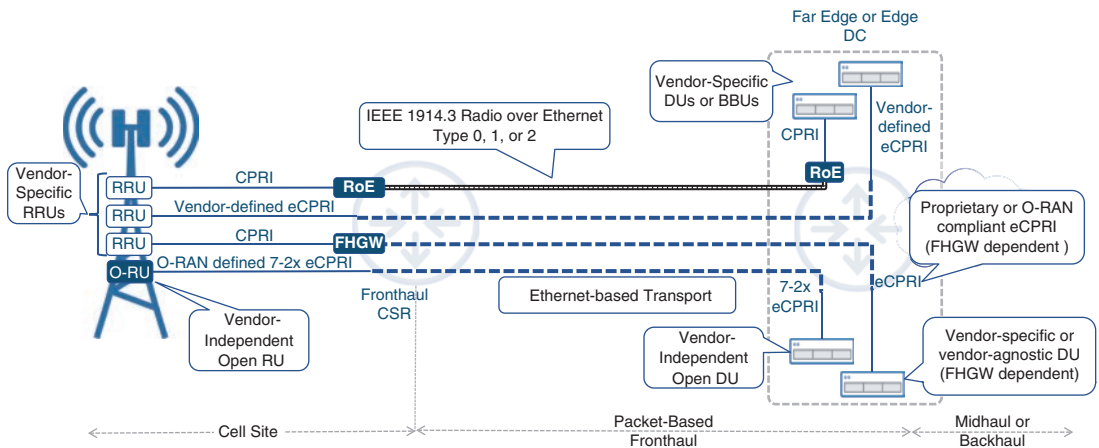 Far Edge or Edge
DC
Vendor-Specific
DUs or BBUs
IEEE 1914.3 Radio over Ethernet
Type 0, 1, or 2
CPRI
Vendor-
defined
eCPRI
Vendor-
Specific
RRUs
RRU
CPRI
RoE
RoE
RRU
Vendor-defined eCPRI
RRU
CPRI
FHGW
O-RU
O-RAN defined 7-2x eCPRI
Proprietary or O-RAN
compliant eCPRI
(FHGW dependent )
Fronthaul
CSR
Ethernet-based Transport
7-2x
eCPRI
eCPRI
Vendor-
Independent
Open RU
Vendor-
Independent
Open DU
Vendor-specific or
vendor-agnostic DU
(FHGW dependent)
Cell Site
Packet-Based
Fronthaul
Midhaul or
Backhaul